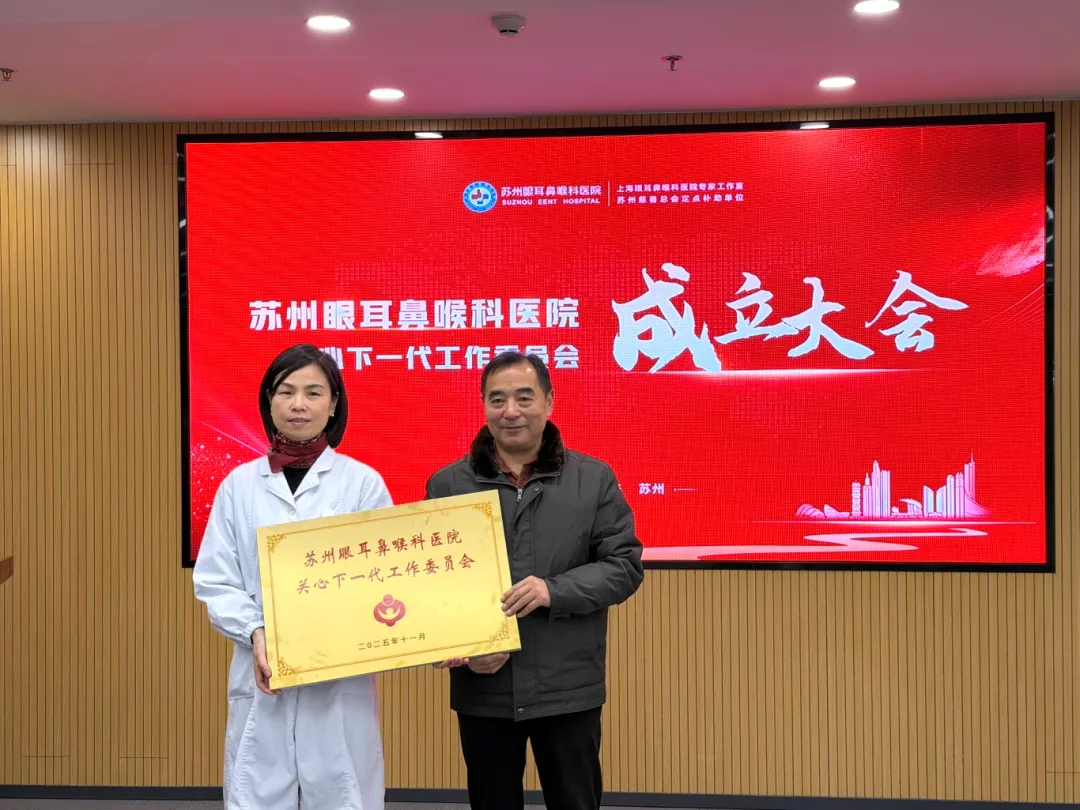 苏州眼耳鼻喉科医院
SUZHOU EENT HOSPITAL
上海眼耳鼻喉科医院专家工作室
苏州慈善总会定点补助单位
苏州眼耳鼻喉科医院
心下一代工作委员会
成立大会
苏州
苏州眼耳鼻喉科医院
关心下一代工作委员会
二〇二五年十一月